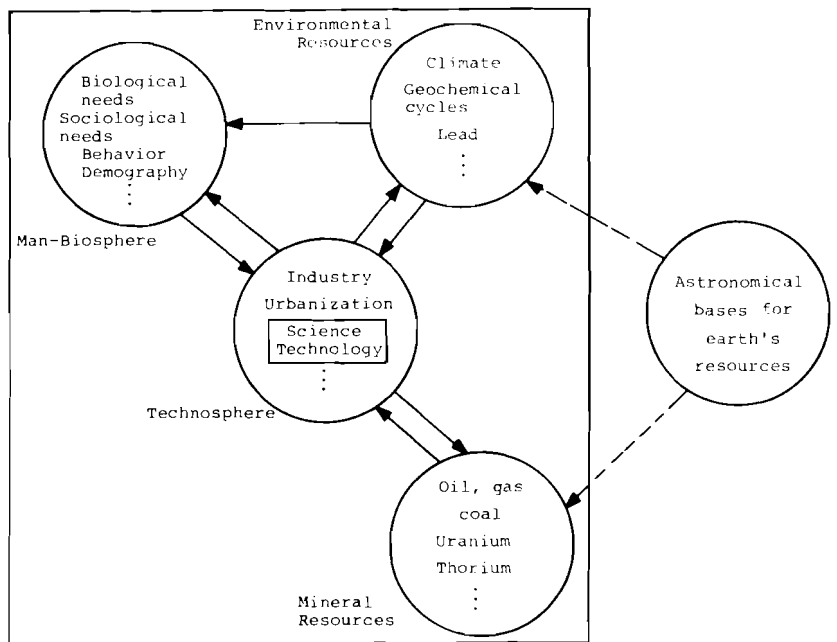 Environmental
Resources
Climate
Geochemical
cycles
Lead
Biological
needs
Sociological
needs
Behavior
Demography
Man-Biosphere
Industry
Urbanization
Science
Technology
Technosphere
Astronomical
bases for
earth's
resources
Oil, gas
coal
Uranium
Thorium
Mineral
Resources